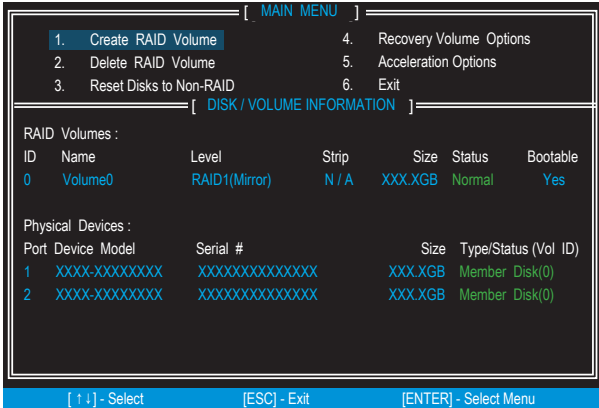 [ MAIN MENU ]
1. Create RAID Volume 4. Recovery Volume Options
2. Delete RAID Volume 5. Acceleration Options
3. Reset Disks to Non-RAID 6. Exit
[ DISK / VOLUME INFORMATION ]
RAID Volumes :
ID Name Level Strip Size Status Bootable
0 Volume0 RAID1(Mirror) N / A XXX.XGB Normal Yes
Physical Devices :
Port Device Model Serial # Size Type/Status (Vol ID)
1 XXXX-XXXXXXXX XXXXXXXXXXXXXX XXX.XGB Member Disk(0)
2 XXXX-XXXXXXXX XXXXXXXXXXXXXX XXX.XGB Member Disk(0)
[ ↑↓] - Select [ESC] - Exit [ENTER] - Select Menu